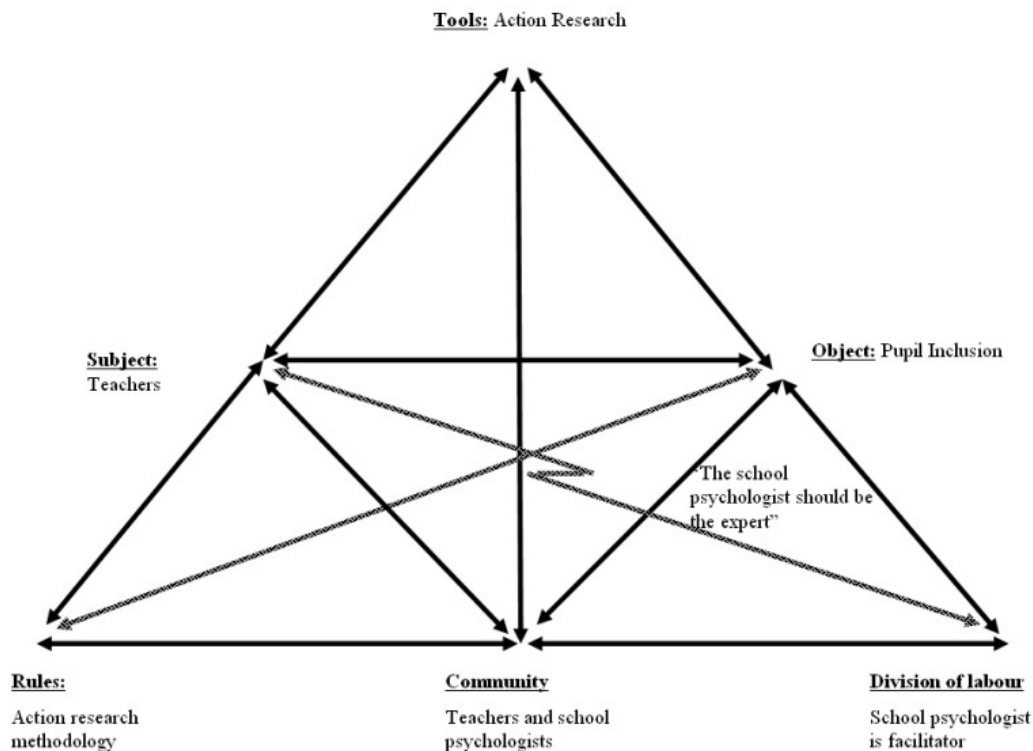 Tools: Action Research
Subject:
Teachers
Object: Pupil Inclusion
“The school
psychologist should be
the expert”
Rules:
Action research
methodology
Community
Teachers and school
psychologists
Division of labour
School psychologist
is facilitator